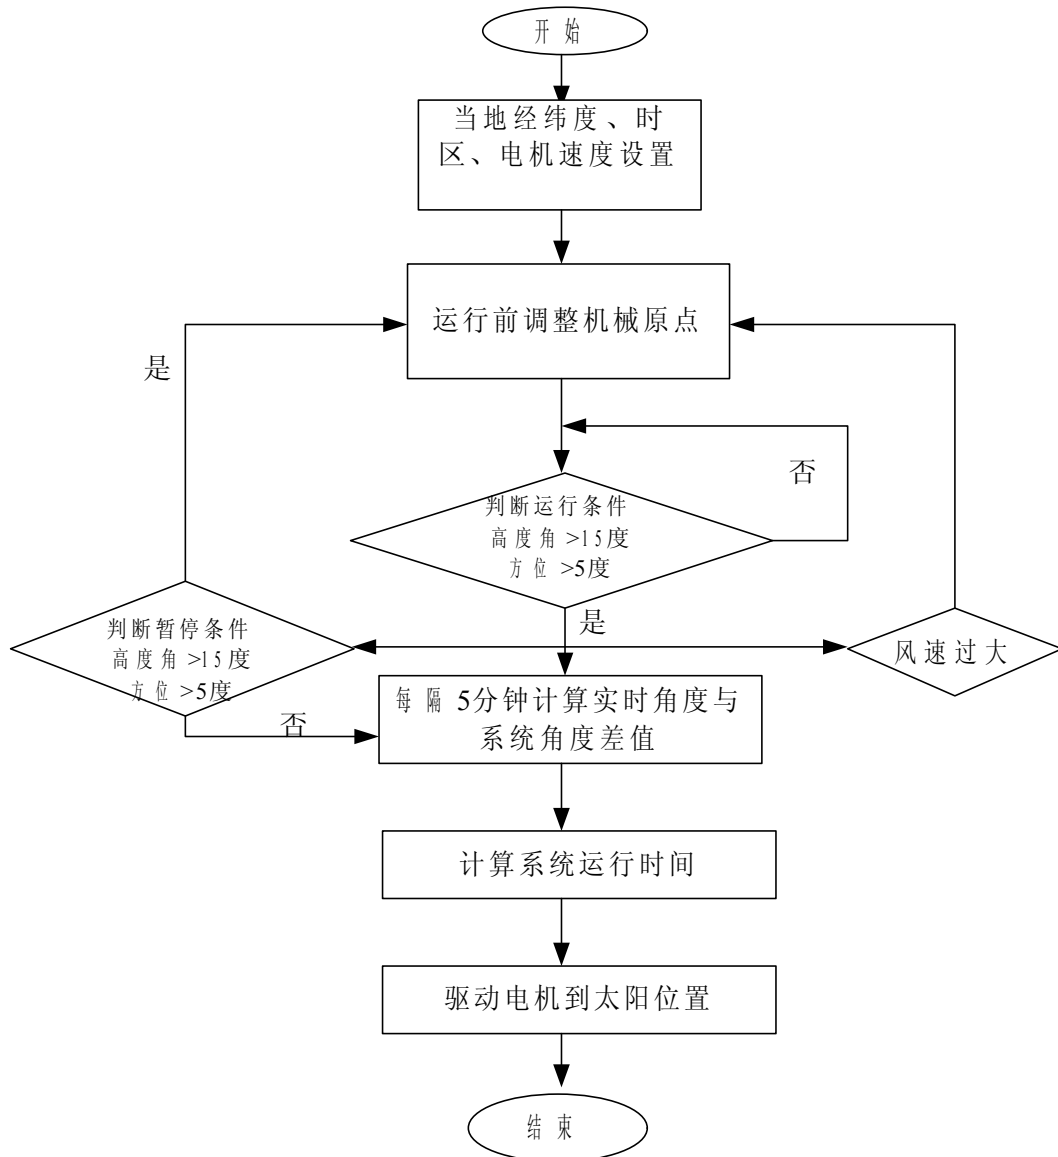 开始
当地经纬度、时
区、电机速度设置
运行前调整机械原点
是
否
判断运行条件
高度角>15度
方位>5度
是
判断暂停条件
高度角>15度
方位>5度
风速过大
每隔5分钟计算实时角度与
系统角度差值
否
计算系统运行时间
驱动电机到太阳位置
结束